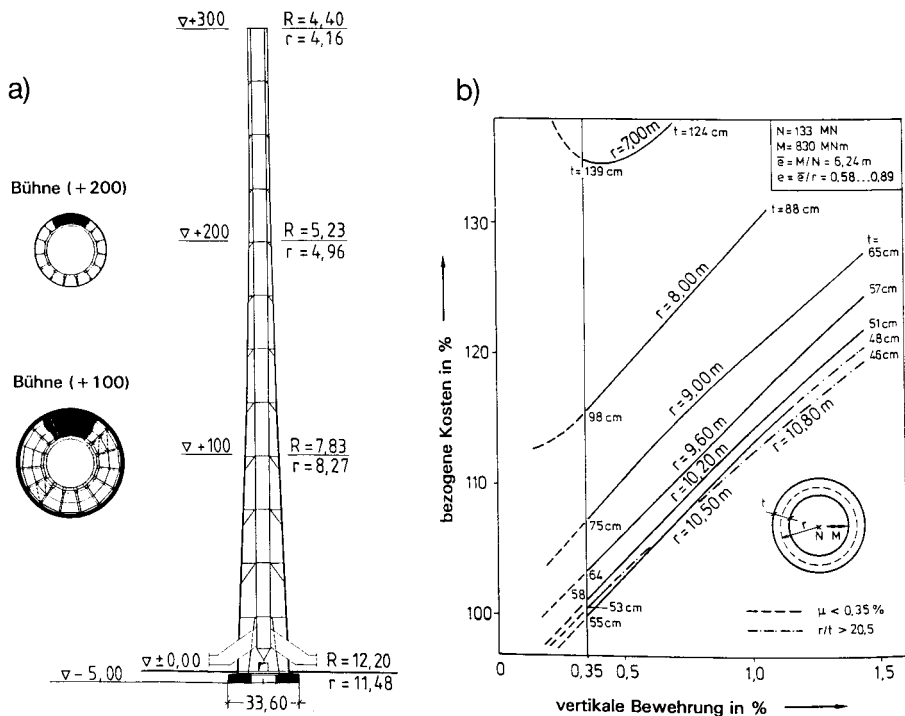 a)
▽+300
R = 4,40
r = 4,16
Bühne (+200)
▽+200
R = 5,23
r = 4,96
Bühne (+100)
▽+100
R = 7,83
r = 8,27
▽±0,00
R = 12,20
▽−5,00
r = 11,48
33,60
b)
bezogene Kosten in %
130
120
110
100
0
0,35
0,5
1,0
1,5
vertikale Bewehrung in %
N = 133 MN
M = 830 MNm
e̅ = M/N = 6,24 m
e = e̅/r = 0,58...0,89
r = 7,00 m
t = 124 cm
t = 139 cm
t = 88 cm
r = 8,00 m
98 cm
t =
65 cm
r = 9,00 m
75 cm
57 cm
r = 9,60 m
64
51 cm
r = 10,20 m
58
48 cm
r = 10,50 m
53 cm
46 cm
r = 10,80 m
55 cm
t
r
N
M
μ < 0,35 %
r/t > 20,5